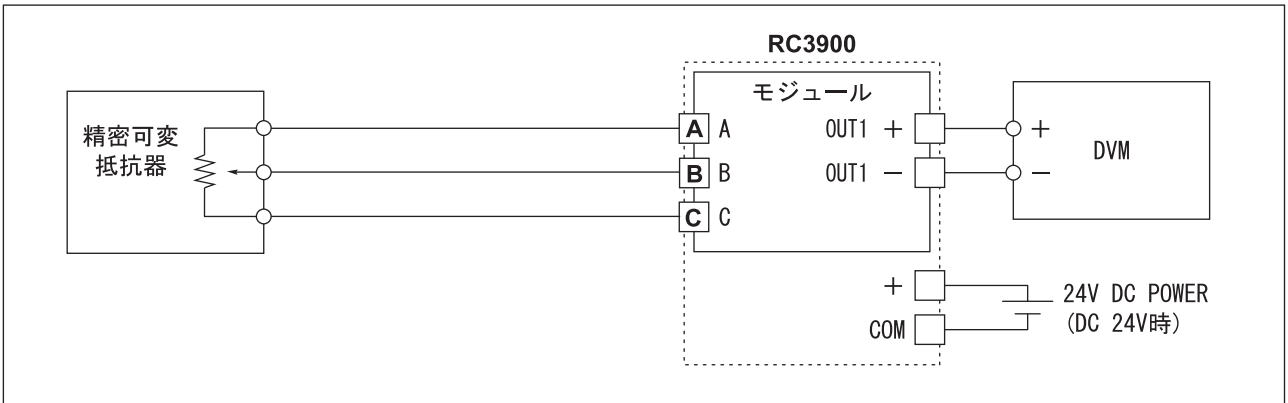 RC3900
モジュール
精密可変
抵抗器
A A OUT1 + +
B B OUT1 − −
C C
DVM
+
COM
24V DC POWER
(DC 24V時)